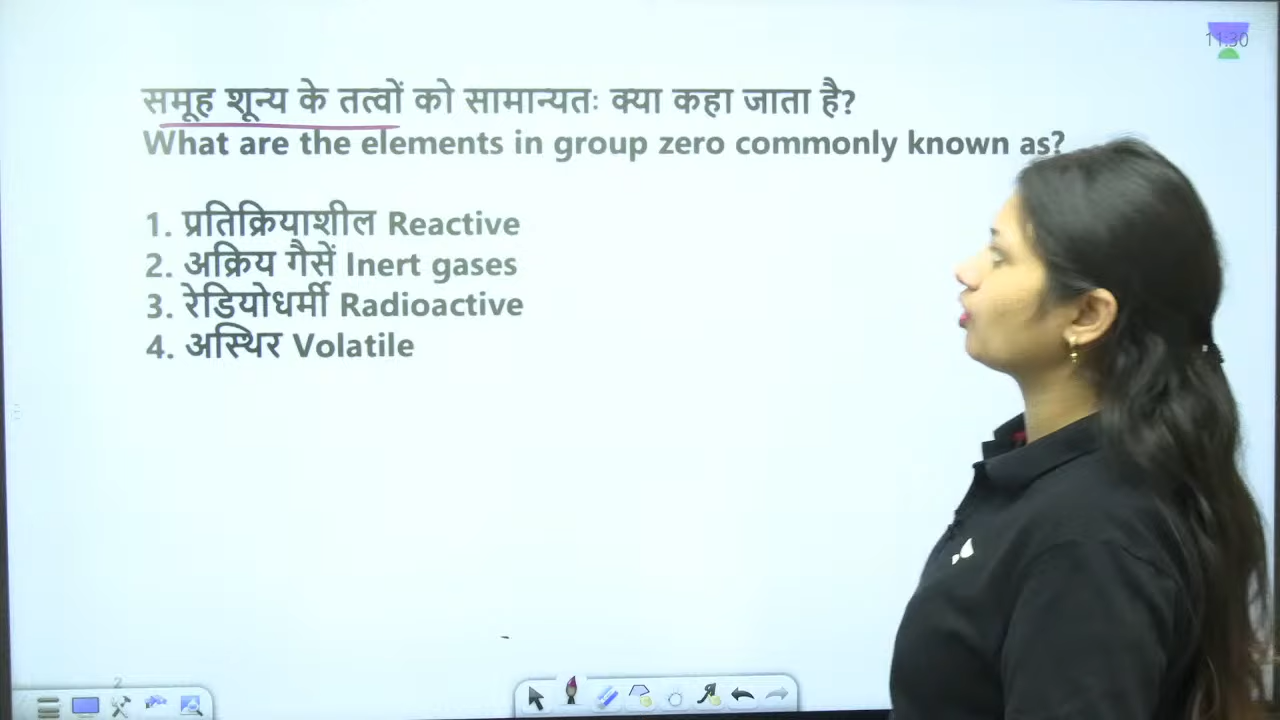 11:30
समूह शून्य के तत्वों को सामान्यतः क्या कहा जाता है?
What are the elements in group zero commonly known as?
1. प्रतिक्रियाशील Reactive
2. अक्रिय गैसें Inert gases
3. रेडियोधर्मी Radioactive
4. अस्थिर Volatile
2